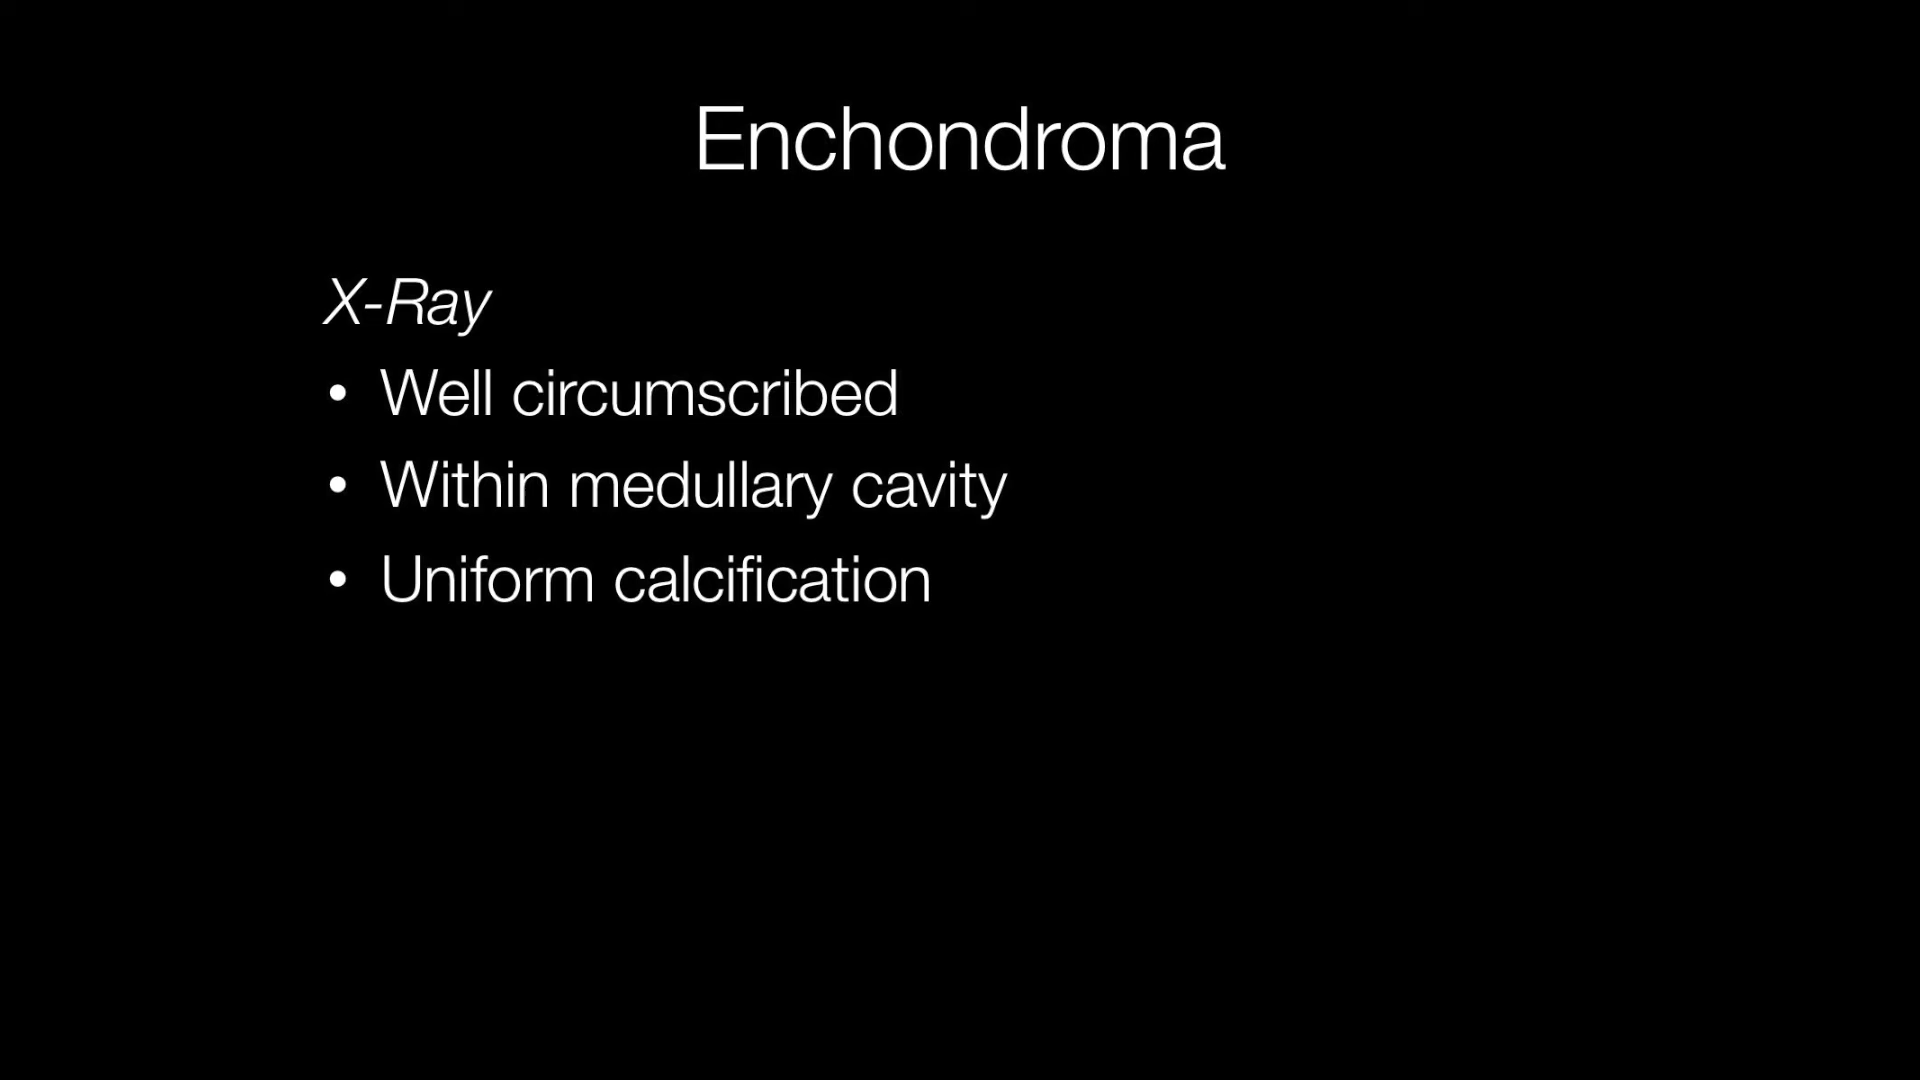 Enchondroma
X-Ray
• Well circumscribed
• Within medullary cavity
• Uniform calcification